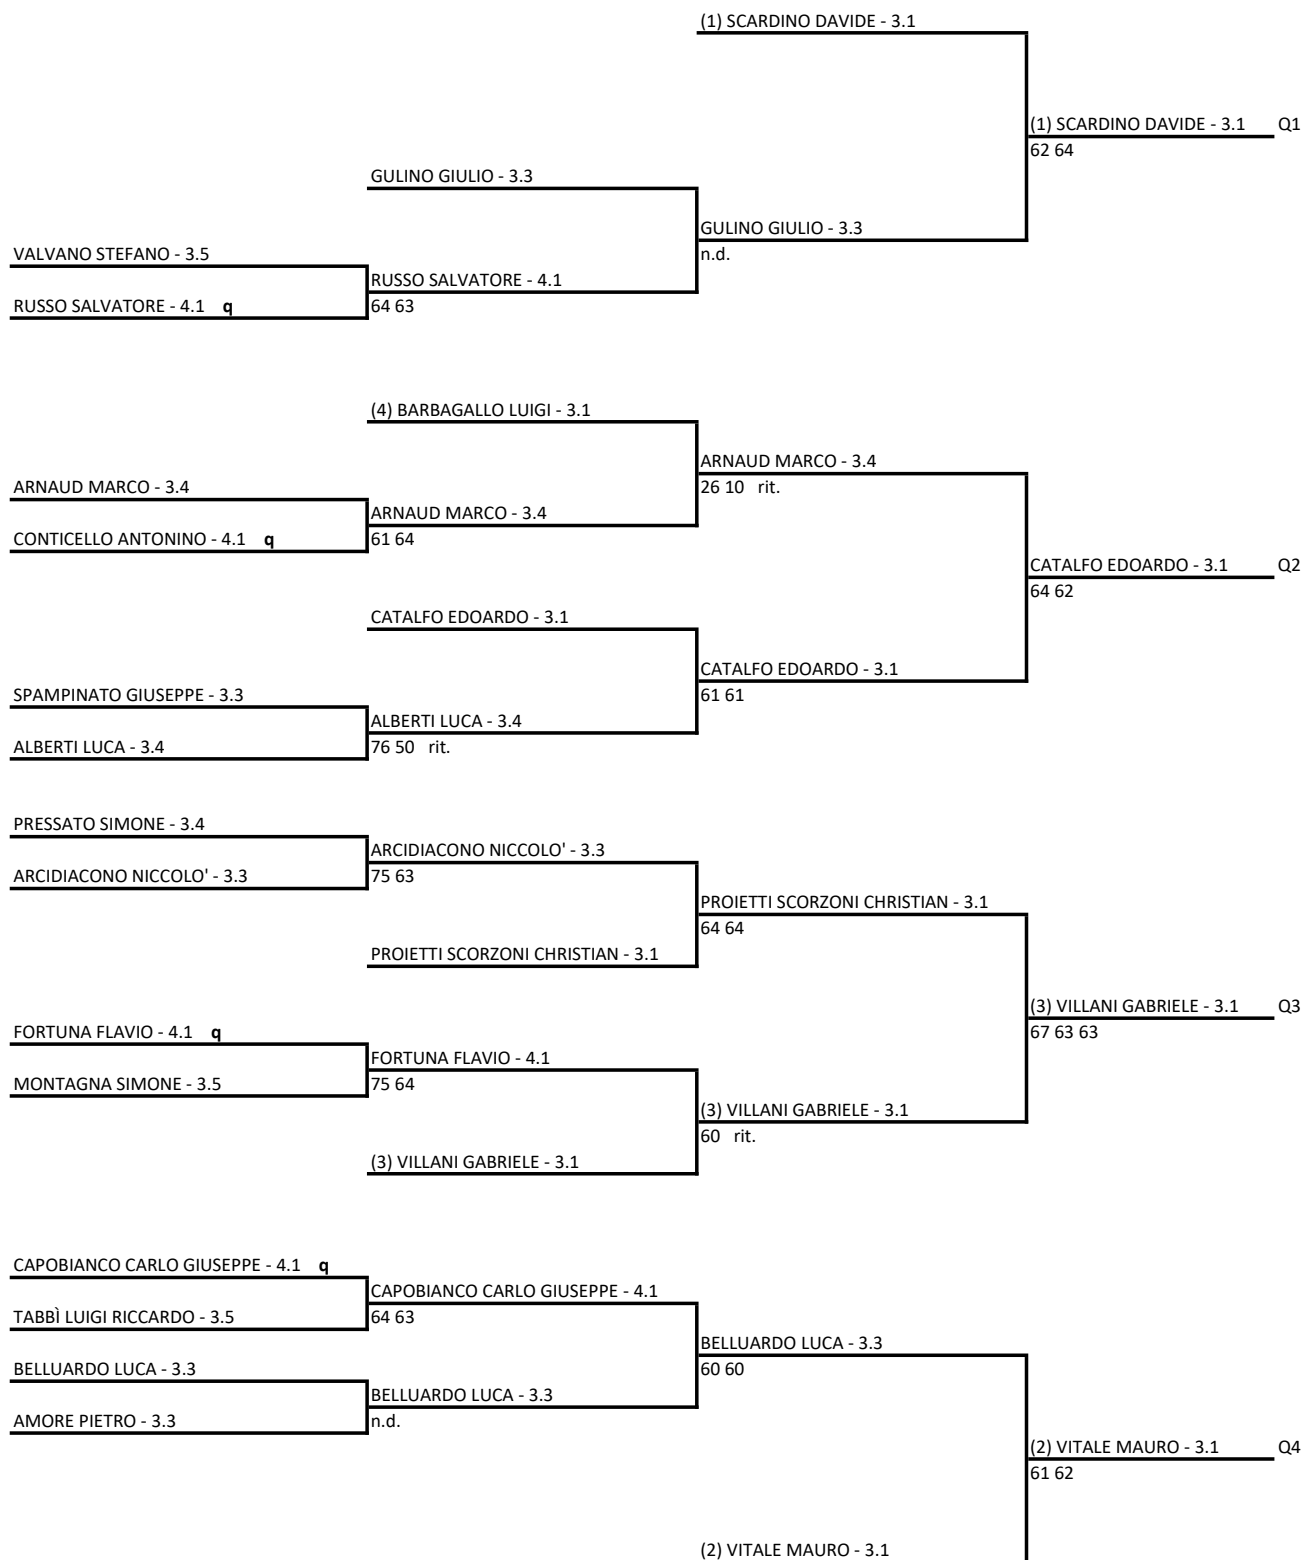 (1) SCARDINO DAVIDE - 3.1
(1) SCARDINO DAVIDE - 3.1 Q1
62 64
GULINO GIULIO - 3.3
GULINO GIULIO - 3.3
n.d.
VALVANO STEFANO - 3.5
RUSSO SALVATORE - 4.1
RUSSO SALVATORE - 4.1 q
64 63
(4) BARBAGALLO LUIGI - 3.1
ARNAUD MARCO - 3.4
26 10 rit.
ARNAUD MARCO - 3.4
ARNAUD MARCO - 3.4
CONTICELLO ANTONINO - 4.1 q
61 64
CATALFO EDOARDO - 3.1 Q2
64 62
CATALFO EDOARDO - 3.1
CATALFO EDOARDO - 3.1
61 61
SPAMPINATO GIUSEPPE - 3.3
ALBERTI LUCA - 3.4
ALBERTI LUCA - 3.4
76 50 rit.
PRESSATO SIMONE - 3.4
ARCIDIACONO NICCOLO' - 3.3
ARCIDIACONO NICCOLO' - 3.3
75 63
PROIETTI SCORZONI CHRISTIAN - 3.1
64 64
PROIETTI SCORZONI CHRISTIAN - 3.1
(3) VILLANI GABRIELE - 3.1 Q3
67 63 63
FORTUNA FLAVIO - 4.1 q
FORTUNA FLAVIO - 4.1
MONTAGNA SIMONE - 3.5
75 64
(3) VILLANI GABRIELE - 3.1
60 rit.
(3) VILLANI GABRIELE - 3.1
CAPOBIANCO CARLO GIUSEPPE - 4.1 q
CAPOBIANCO CARLO GIUSEPPE - 4.1
TABBÌ LUIGI RICCARDO - 3.5
64 63
BELLUARDO LUCA - 3.3
60 60
BELLUARDO LUCA - 3.3
BELLUARDO LUCA - 3.3
AMORE PIETRO - 3.3
n.d.
(2) VITALE MAURO - 3.1 Q4
61 62
(2) VITALE MAURO - 3.1